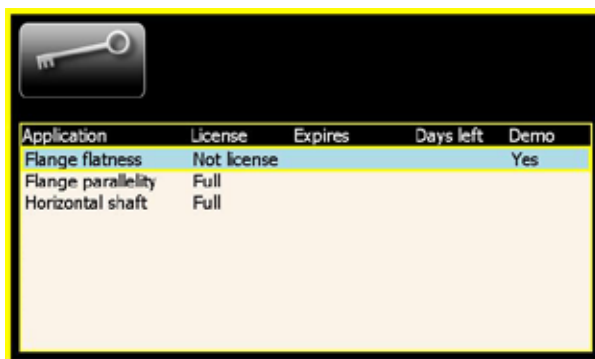 Application License Expires Days left Demo
Flange flatness Not license Yes
Flange parallelity Full
Horizontal shaft Full